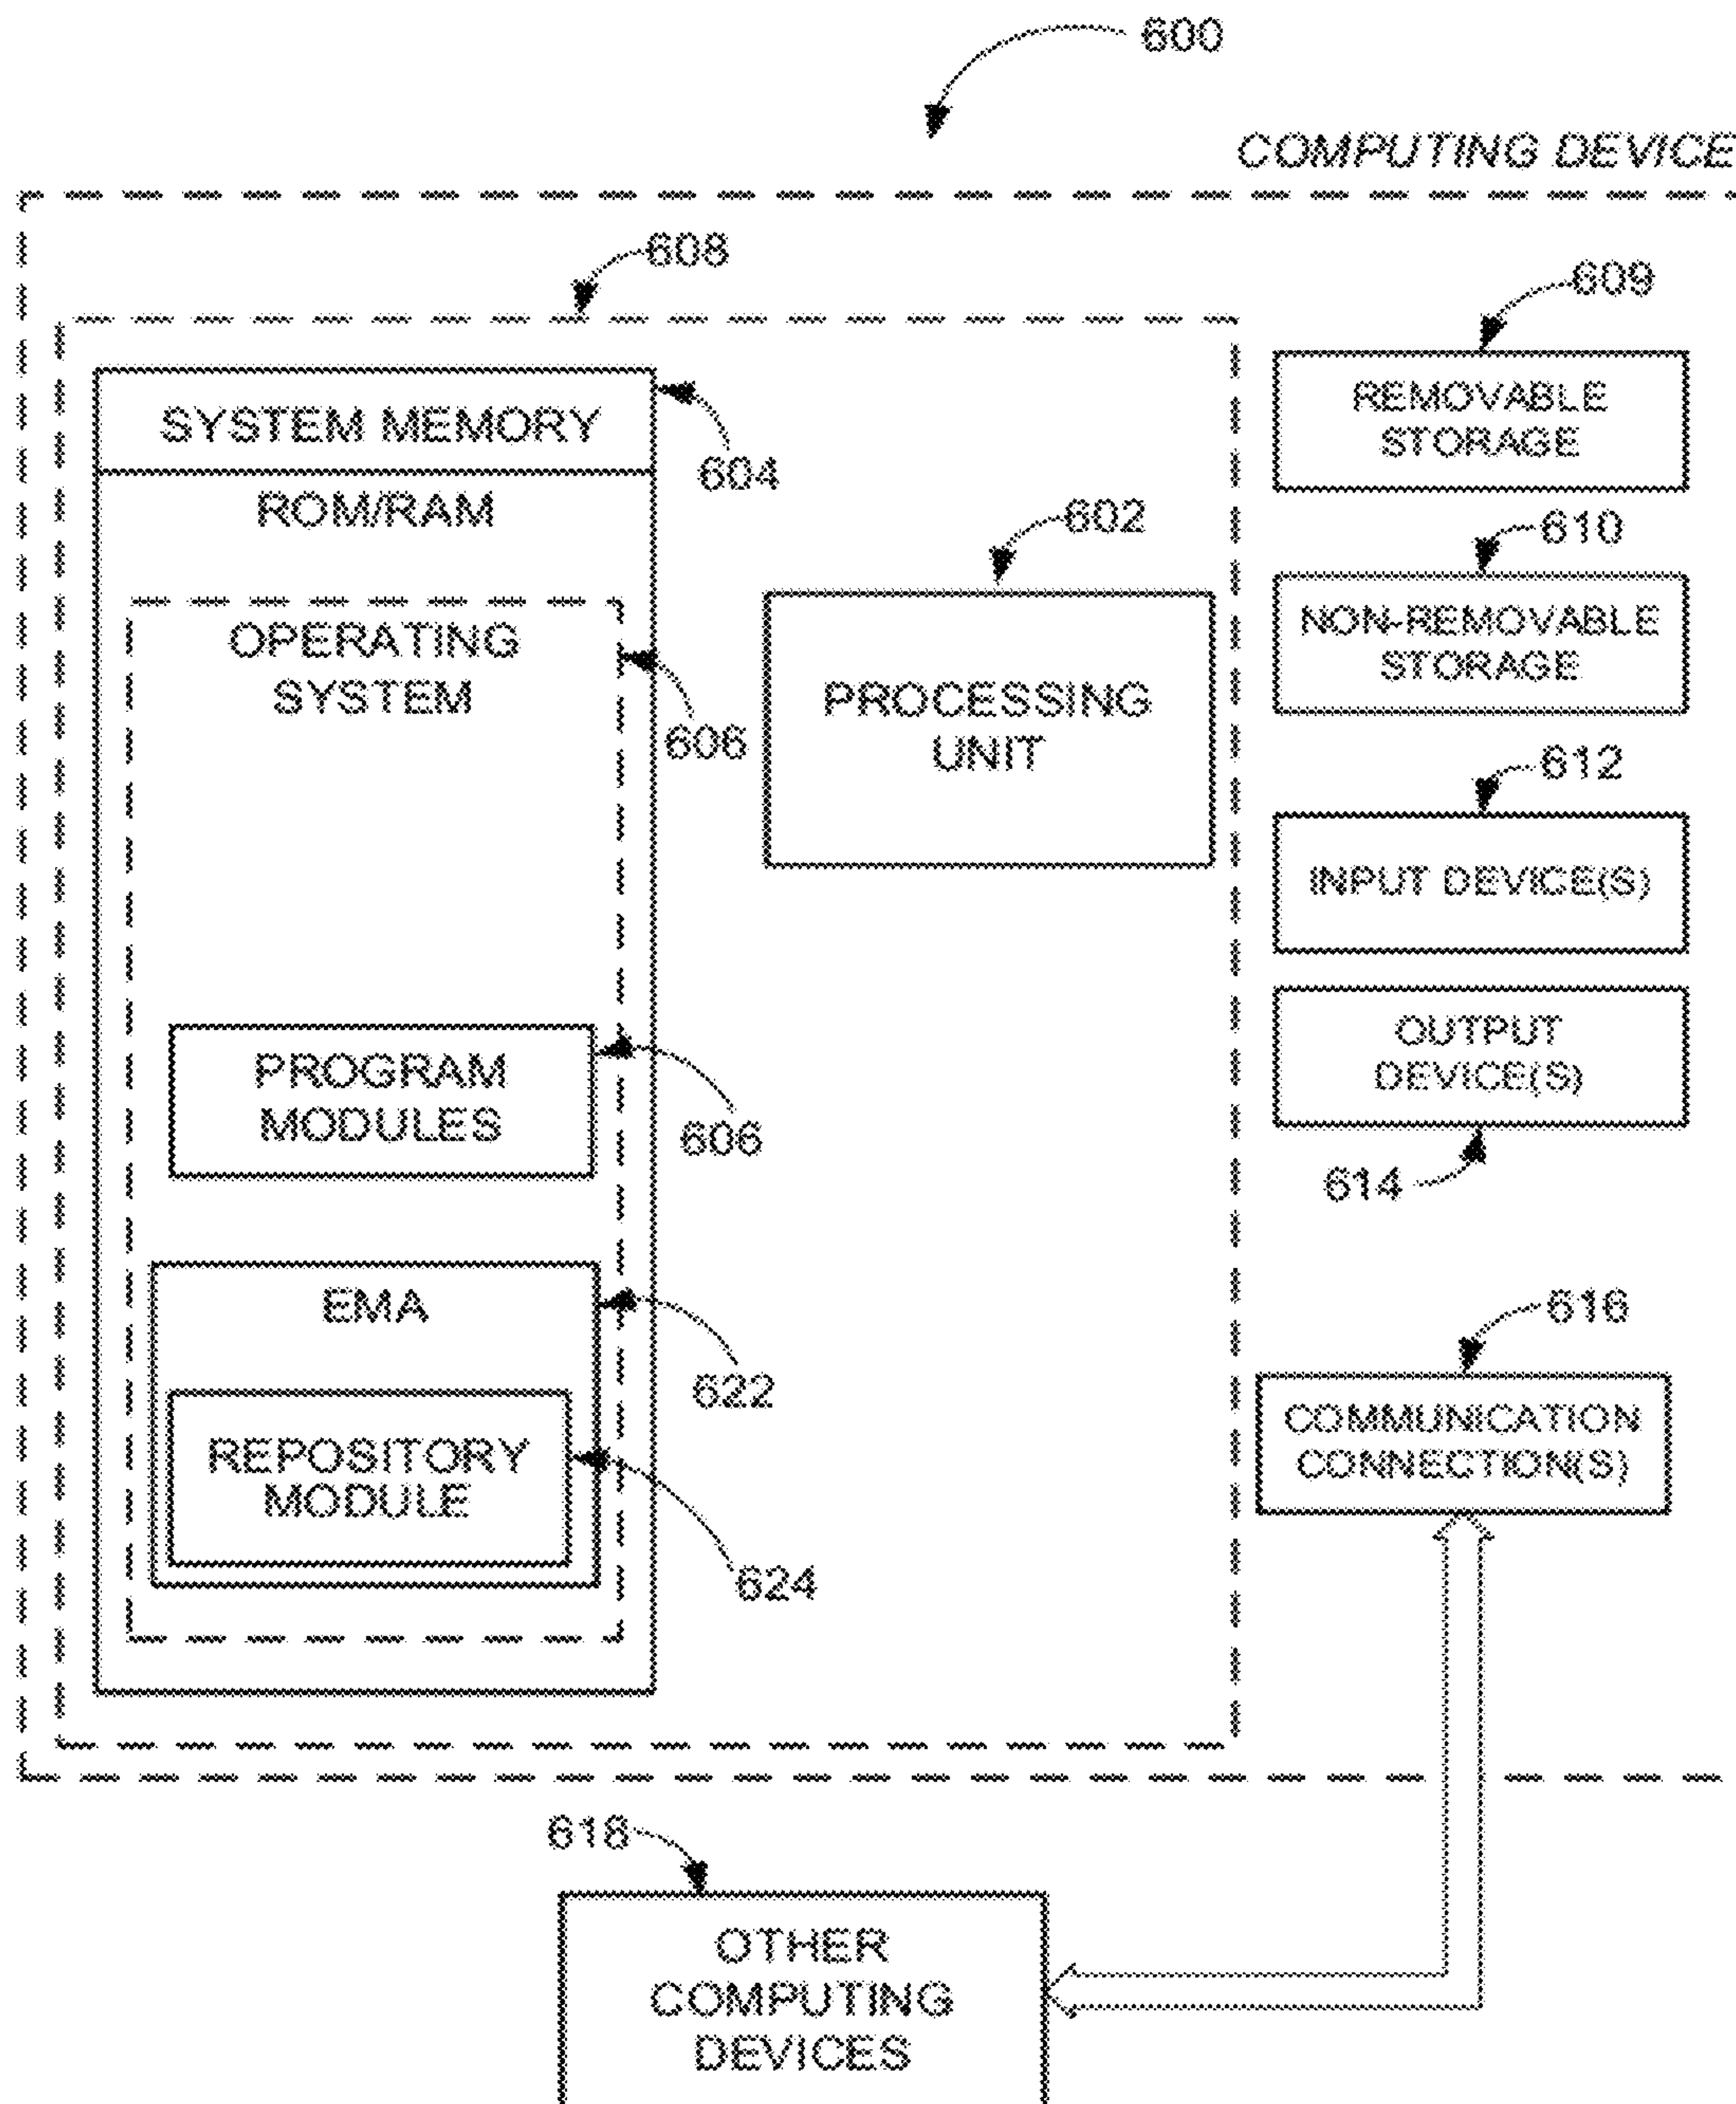 600
COMPUTING DEVICE
608
609
SYSTEM MEMORY
604
REMOVABLE
STORAGE
ROM/RAM
602
610
OPERATING
SYSTEM
606
PROCESSING
UNIT
NON-REMOVABLE
STORAGE
612
INPUT DEVICE(S)
PROGRAM
MODULES
606
OUTPUT
DEVICE(S)
614
EMA
622
616
REPOSITORY
MODULE
624
COMMUNICATION
CONNECTION(S)
618
OTHER
COMPUTING
DEVICES